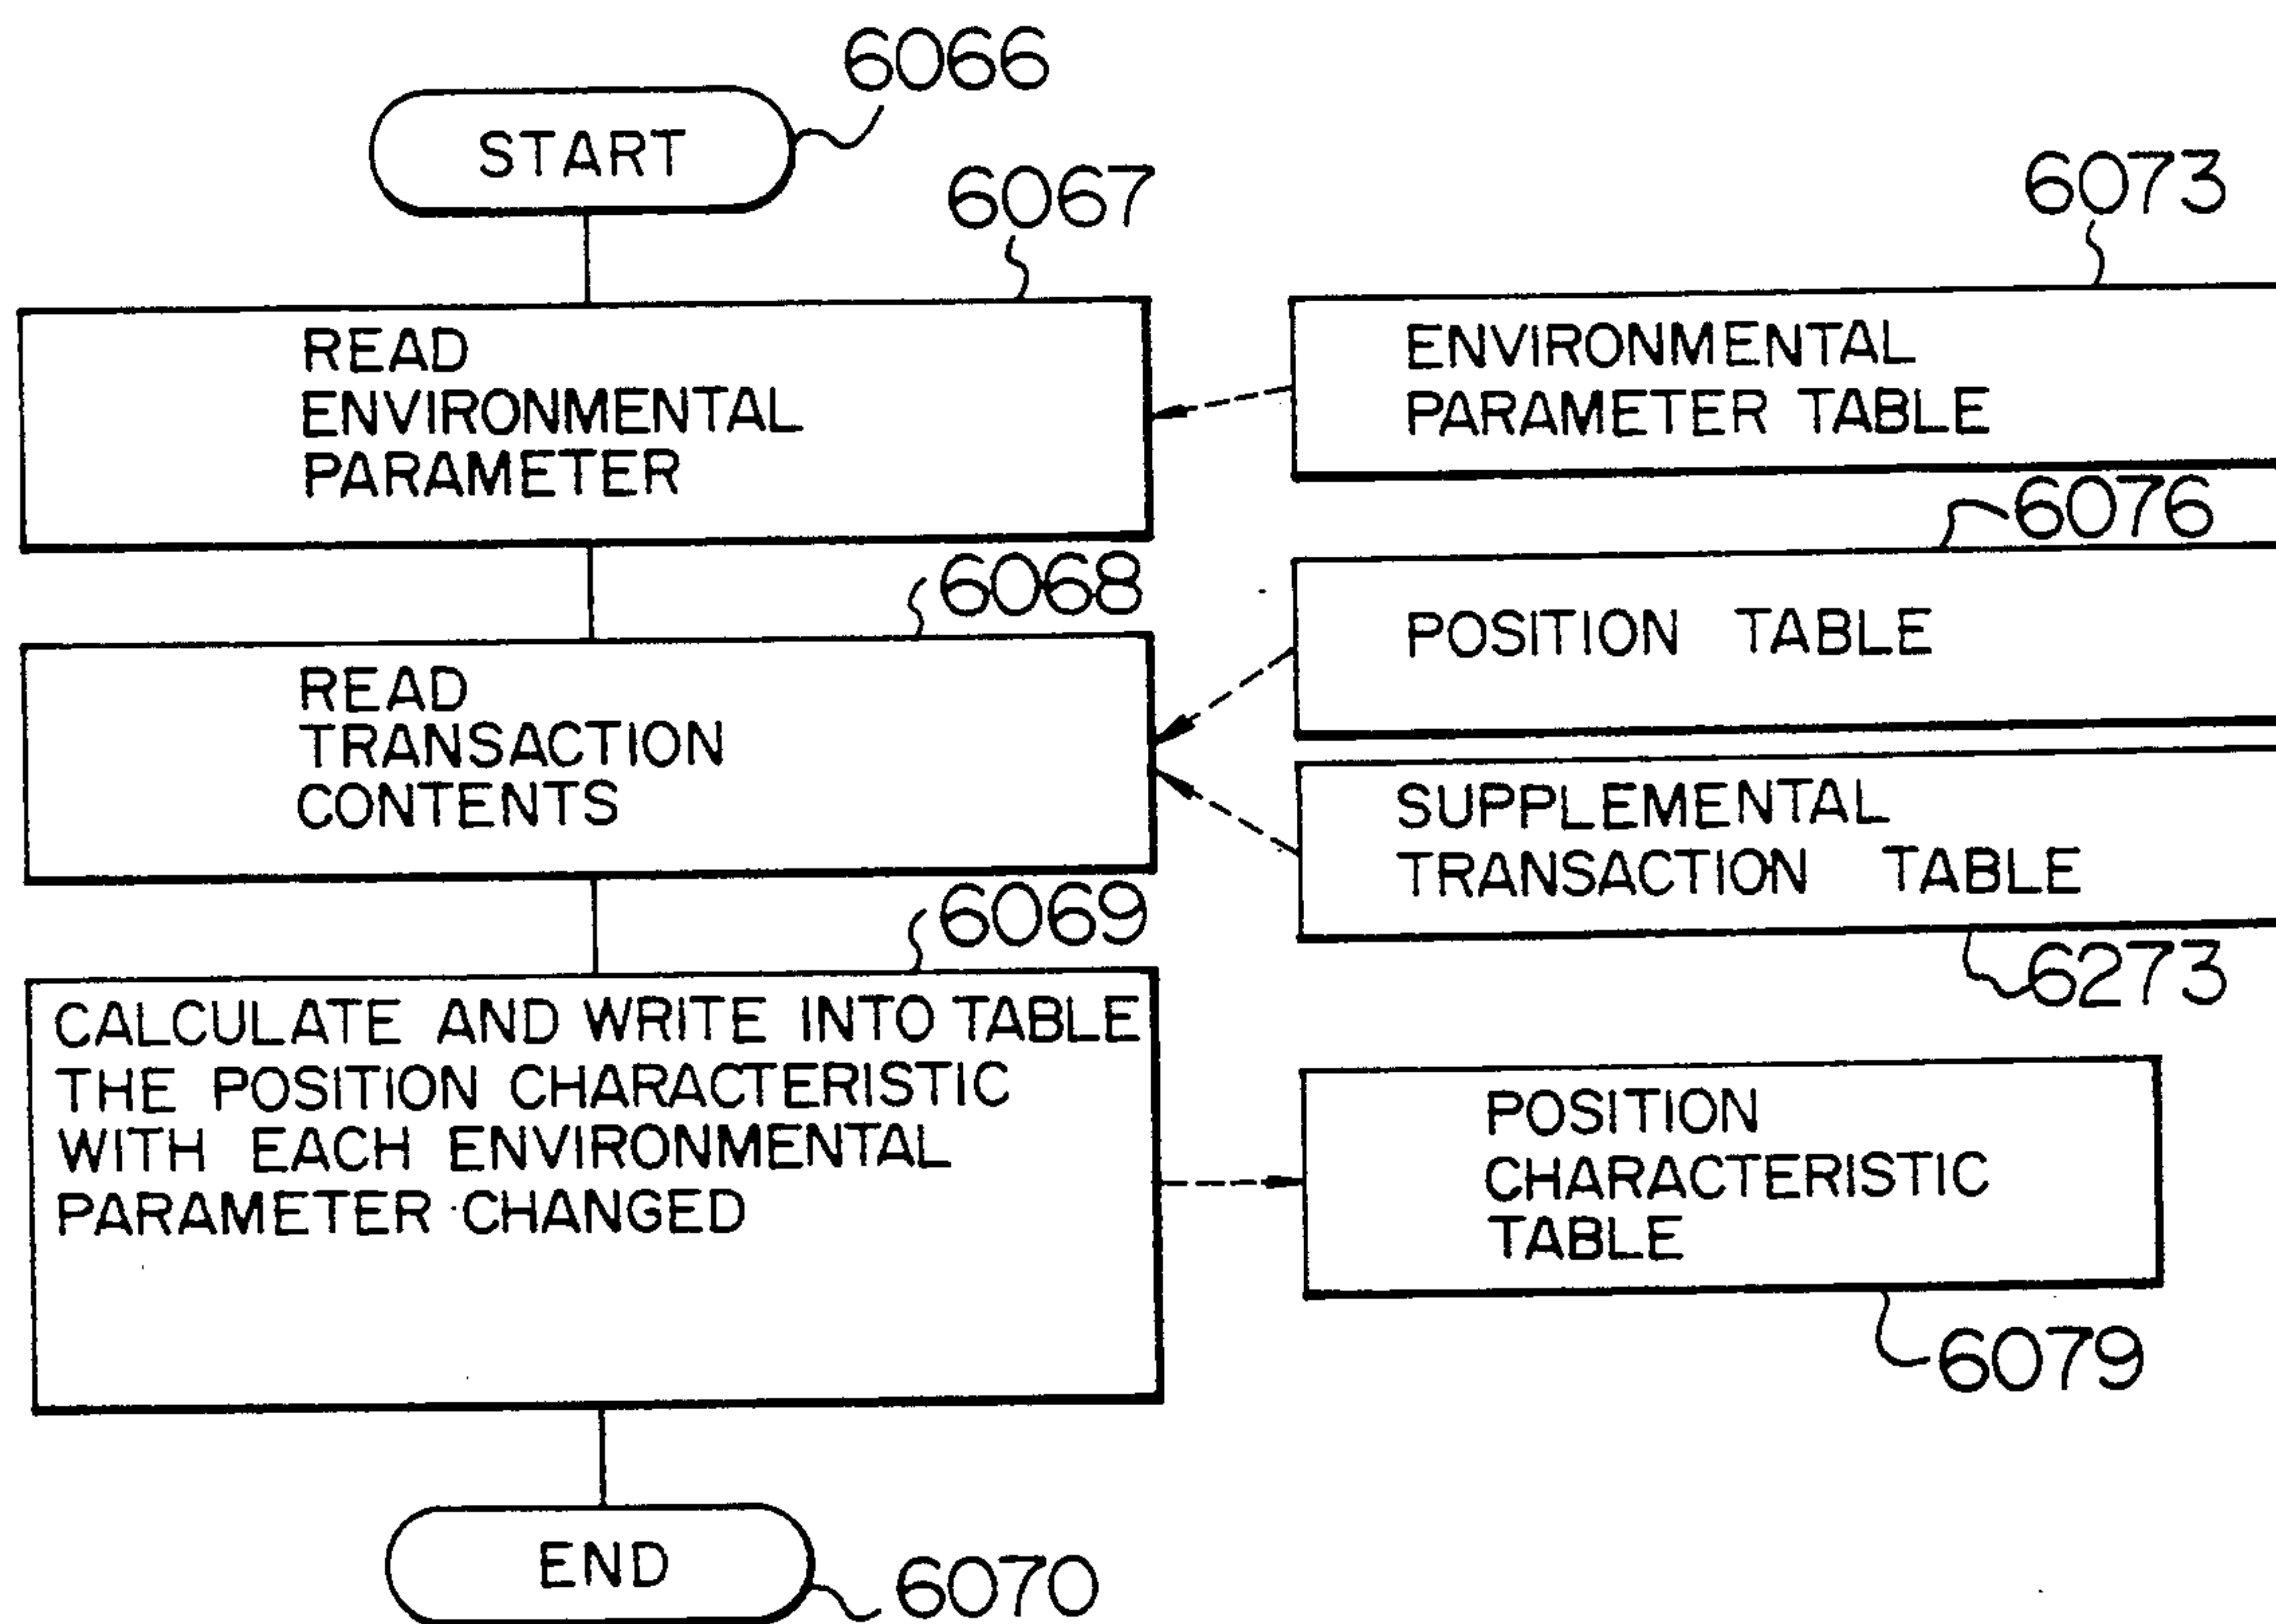 6066
START
6067
6073
READ
ENVIRONMENTAL
PARAMETER
ENVIRONMENTAL
PARAMETER TABLE
6076
6068
POSITION TABLE
READ
TRANSACTION
CONTENTS
SUPPLEMENTAL
TRANSACTION TABLE
6273
6069
CALCULATE AND WRITE INTO TABLE
THE POSITION CHARACTERISTIC
WITH EACH ENVIRONMENTAL
PARAMETER CHANGED
POSITION
CHARACTERISTIC
TABLE
6079
END
6070